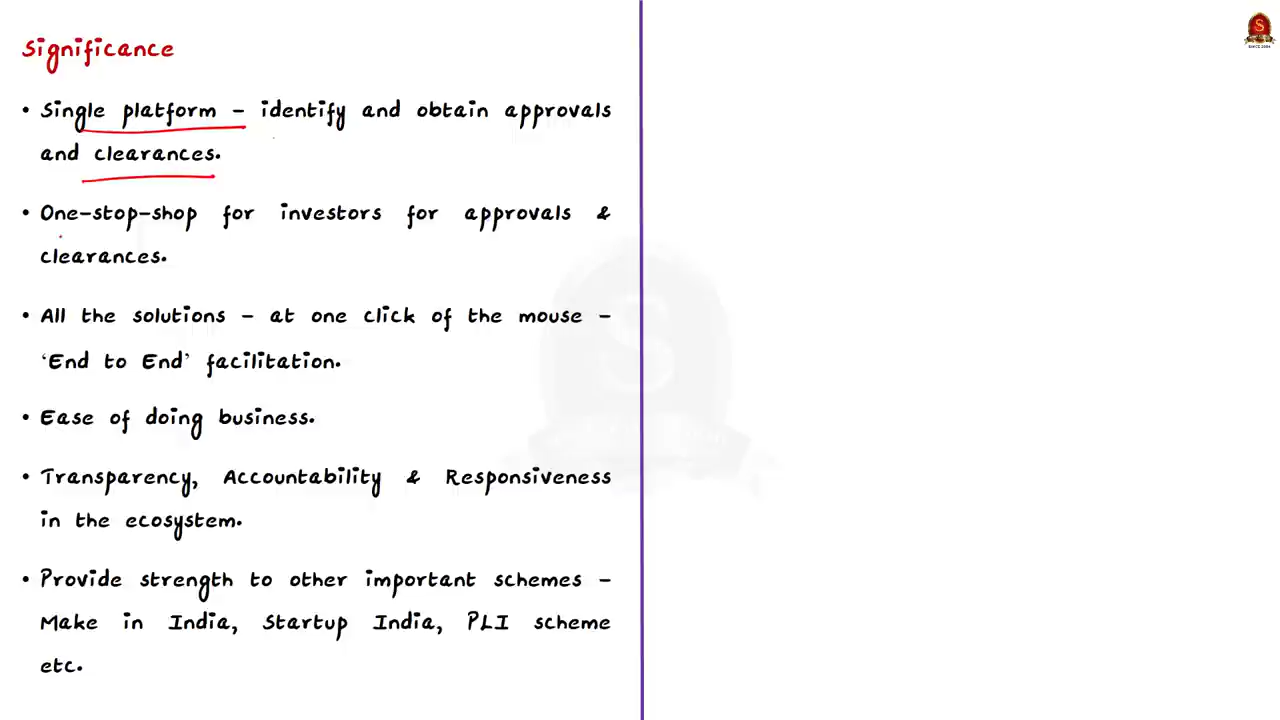 Significance
• Single platform – identify and obtain approvals
and clearances.
• One-stop-shop for investors for approvals &
clearances.
• All the solutions – at one click of the mouse –
‘End to End’ facilitation.
• Ease of doing business.
• Transparency, Accountability & Responsiveness
in the ecosystem.
• Provide strength to other important schemes –
Make in India, Startup India, PLI scheme
etc.
S
SINCE 2004